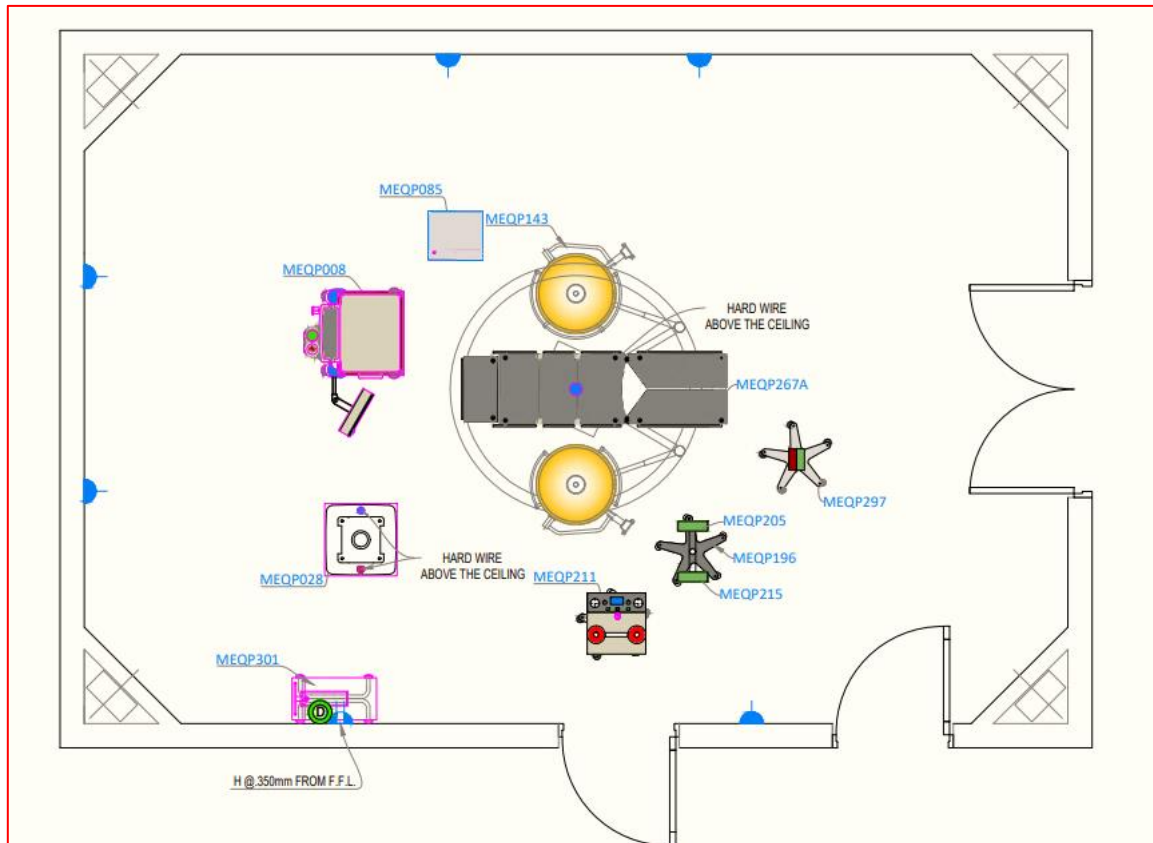 MEQP085
MEQP143
MEQP008
HARD WIRE
ABOVE THE CEILING
MEQP267A
MEQP297
MEQP205
MEQP196
MEQP215
HARD WIRE
ABOVE THE CEILING
MEQP028
MEQP211
MEQP301
D
H @.350mm FROM F.F.L.